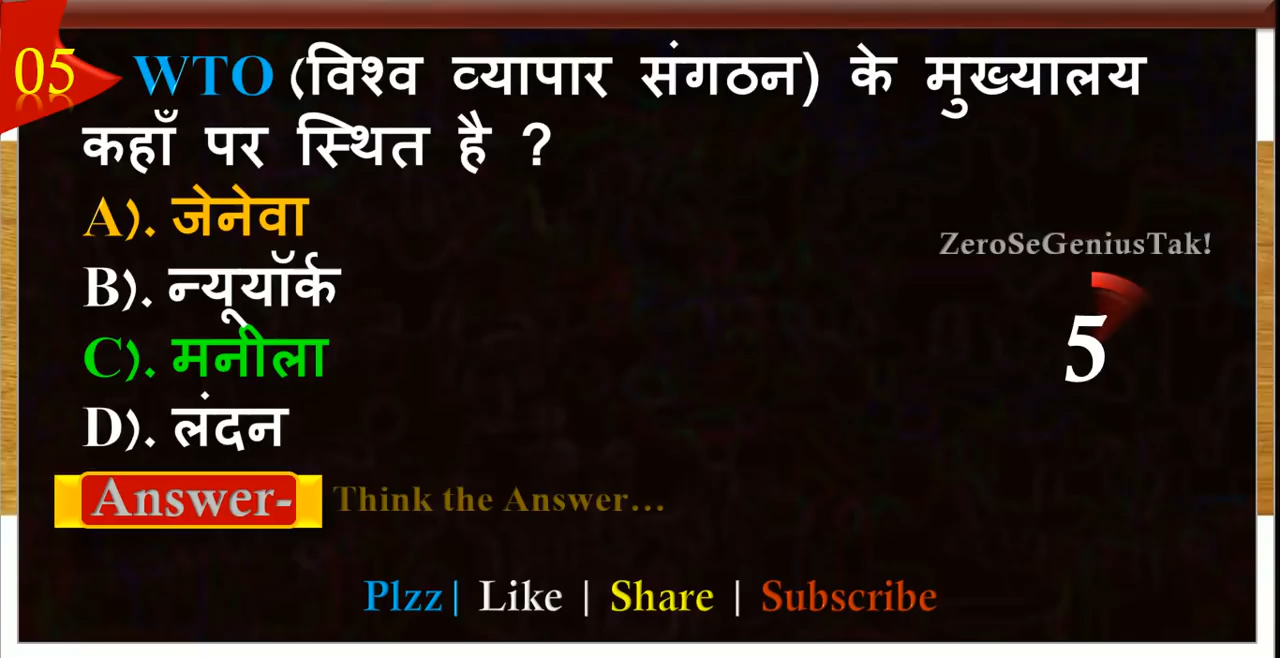 05 WTO (विश्व व्यापार संगठन) के मुख्यालय
कहाँ पर स्थित है ?
A). जेनेवा
B). न्यूयॉर्क
C). मनीला
D). लंदन
ZeroSeGeniusTak!
5
Answer- Think the Answer...
Plzz| Like | Share | Subscribe